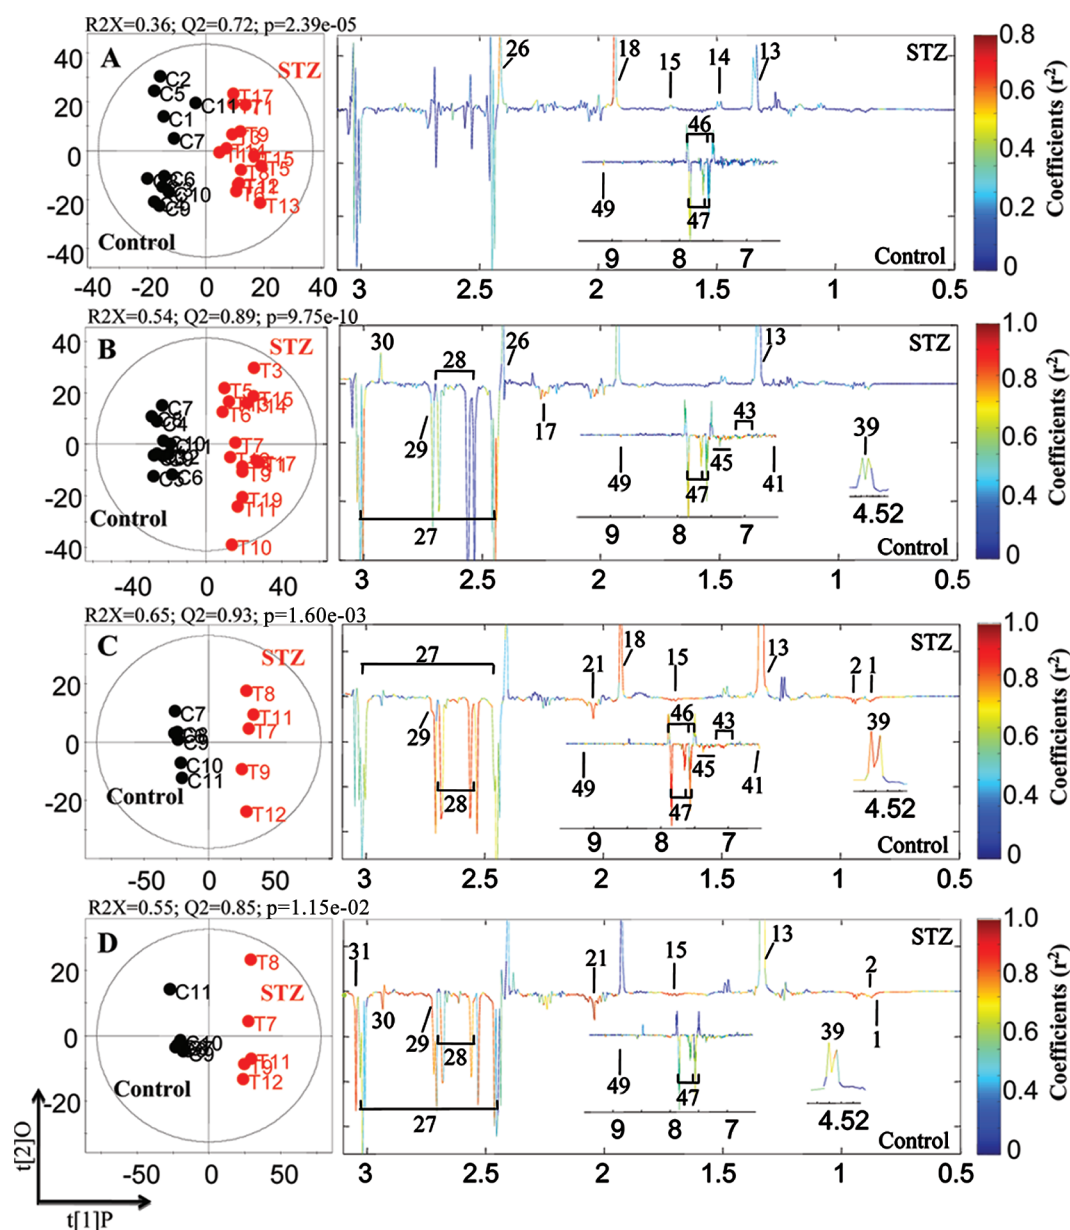 R2X=0.36; Q2=0.72; p=2.39e-05
A
STZ
C2
C5
C11
C1
C7
C6
C10
C9
T17
T11
T9
T15
T5
T8
T12
T6
T13
Control
40
20
0
-20
-40
-40 -20 0 20 40
26 18 15 14 13
STZ
46
49
47
9 8 7
Control
3 2.5 2 1.5 1 0.5
0.8
0.6
0.4
0.2
0
Coefficients (r²)
R2X=0.54; Q2=0.89; p=9.75e-10
B
STZ
T3
T5
T15
T14
T6
T7
T17
T9
T19
T11
T10
C7
C4
C10
C6
Control
40
20
0
-20
-40
-40 0 40
30 28 26 13
STZ
29
17
43
39
49
47
45
41
27
9 8 7
4.52
Control
3 2.5 2 1.5 1 0.5
1.0
0.8
0.6
0.4
0
Coefficients (r²)
R2X=0.65; Q2=0.93; p=1.60e-03
C
STZ
T8
T11
T7
T9
T12
C7
C9
C10
C11
Control
20
0
-20
-50 0 50
27
18
15
13
STZ
21
2 1
29
28
46
43
39
49
47
45
41
9 8 7
4.52
Control
3 2.5 2 1.5 1 0.5
1.0
0.8
0.6
0.4
0
Coefficients (r²)
R2X=0.55; Q2=0.85; p=1.15e-02
D
STZ
T8
T7
T11
T9
T12
C11
C10
C9
Control
20
0
-20
-50 0 50
31
21
15
13
STZ
2
30
29
28
1
39
49
47
27
9 8 7
4.52
Control
3 2.5 2 1.5 1 0.5
1.0
0.8
0.6
0.4
0
Coefficients (r²)
t[2]O
t[1]P